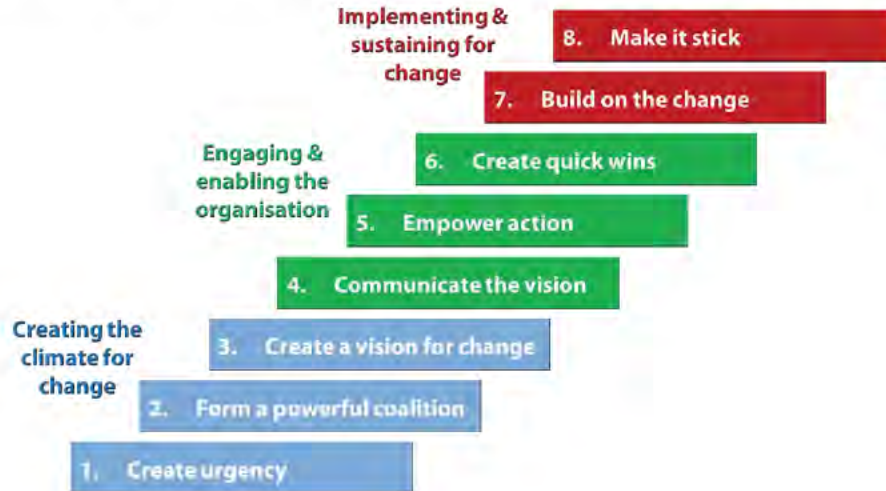 Implementing &
sustaining for
change
8. Make it stick
7. Build on the change
Engaging &
enabling the
organisation
6. Create quick wins
5. Empower action
4. Communicate the vision
Creating the
climate for
change
3. Create a vision for change
2. Form a powerful coalition
1. Create urgency